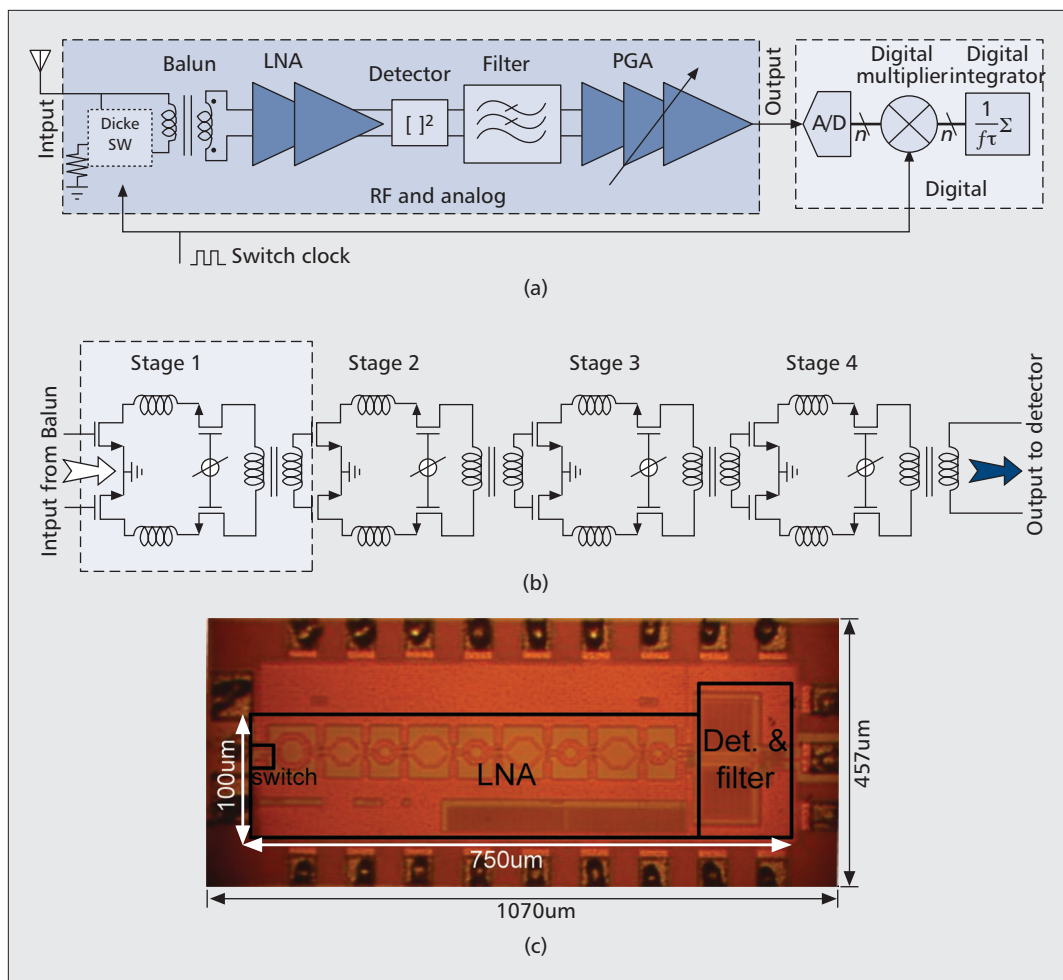 Intput
Balun
LNA
Detector
Filter
PGA
Output
Digital
multiplier
Digital
integrator
Dicke
SW
[ ]²
A/D
n
n
1
fτ
Σ
RF and analog
Digital
Switch clock
(a)
Stage 1
Stage 2
Stage 3
Stage 4
Intput from Balun
Output to detector
(b)
100um
switch
LNA
Det. &
filter
750um
457um
1070um
(c)